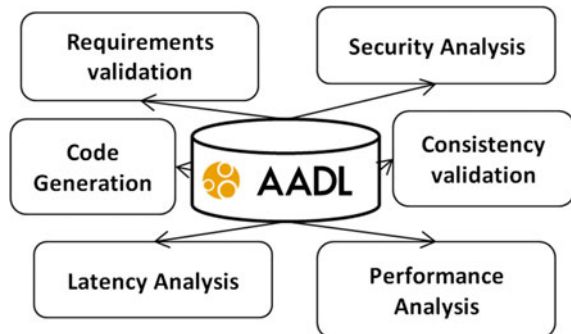 Requirements
validation
Security Analysis
Code
Generation
AADL
Consistency
validation
Latency Analysis
Performance
Analysis